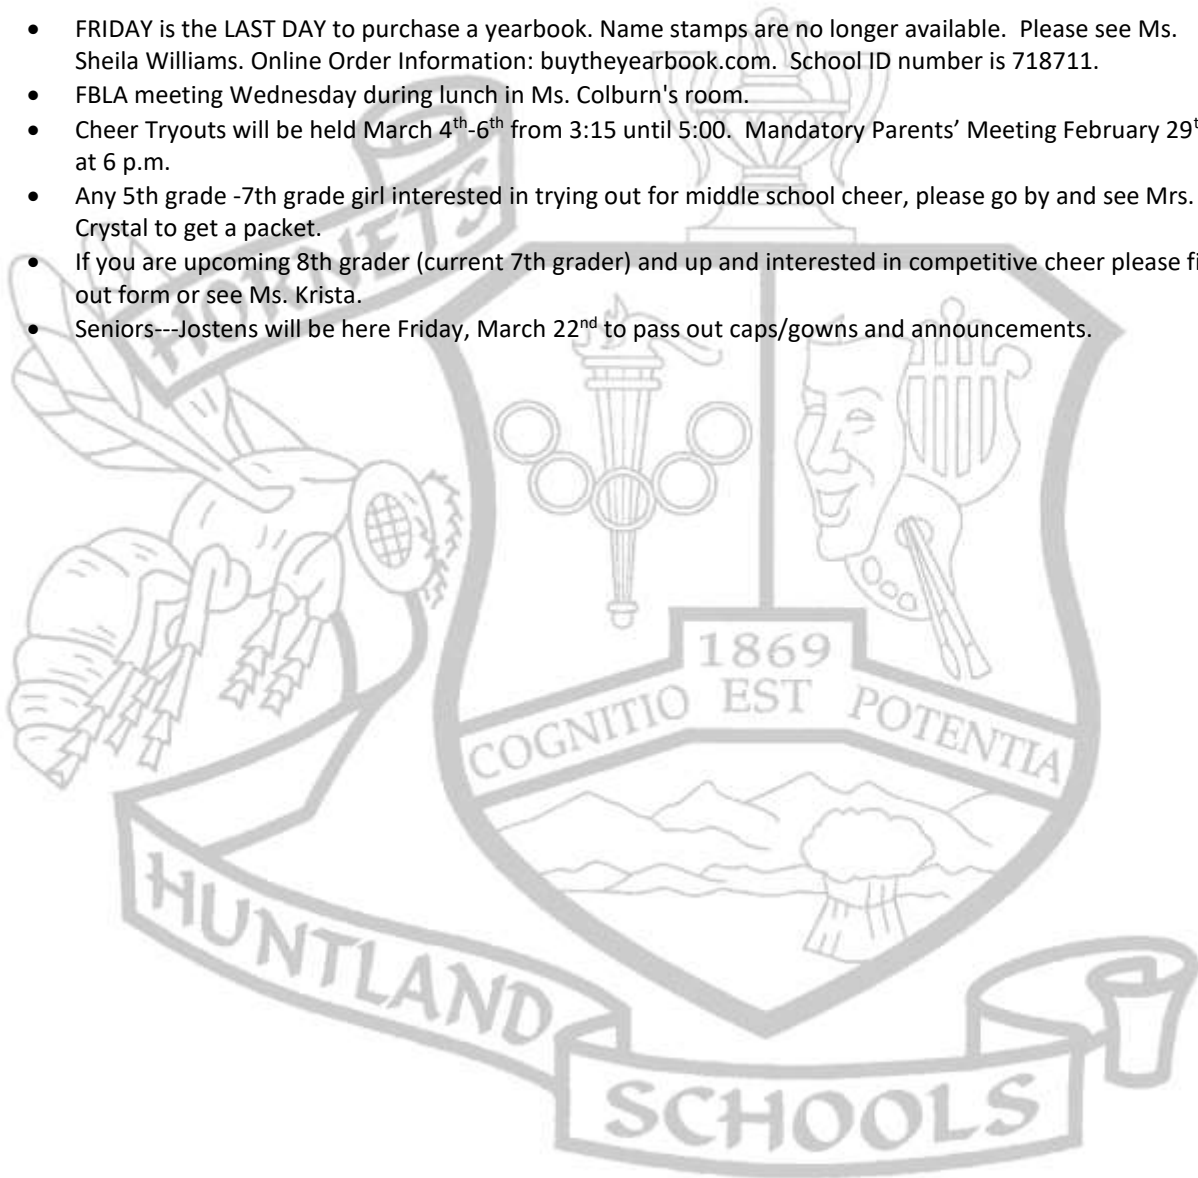 • FRIDAY is the LAST DAY to purchase a yearbook. Name stamps are no longer available.  Please see Ms.
Sheila Williams. Online Order Information: buytheyearbook.com.  School ID number is 718711.
• FBLA meeting Wednesday during lunch in Ms. Colburn's room.
• Cheer Tryouts will be held March 4th-6th from 3:15 until 5:00.  Mandatory Parents’ Meeting February 29t
at 6 p.m.
• Any 5th grade -7th grade girl interested in trying out for middle school cheer, please go by and see Mrs.
Crystal to get a packet.
• If you are upcoming 8th grader (current 7th grader) and up and interested in competitive cheer please fi
out form or see Ms. Krista.
• Seniors---Jostens will be here Friday, March 22nd to pass out caps/gowns and announcements.
HORNETS
1869
COGNITIO EST POTENTIA
HUNTLAND
SCHOOLS